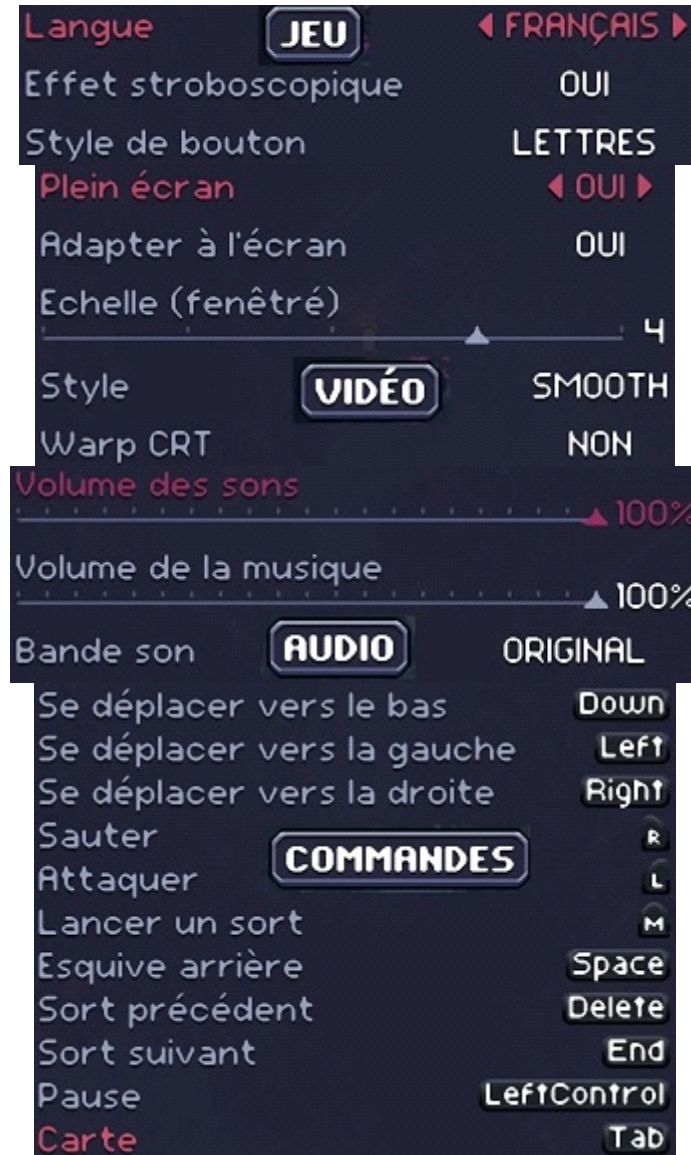 Langue JEU FRANÇAIS
Effet stroboscopique OUI
Style de bouton LETTRES
Plein écran OUI
Adapter à l'écran OUI
Echelle (fenêtré)
4
Style VIDÉO SMOOTH
Warp CRT NON
Volume des sons
100%
Volume de la musique
100%
Bande son AUDIO ORIGINAL
Se déplacer vers le bas Down
Se déplacer vers la gauche Left
Se déplacer vers la droite Right
Sauter R
COMMANDES
Attaquer L
Lancer un sort M
Esquive arrière Space
Sort précédent Delete
Sort suivant End
Pause LeftControl
Carte Tab